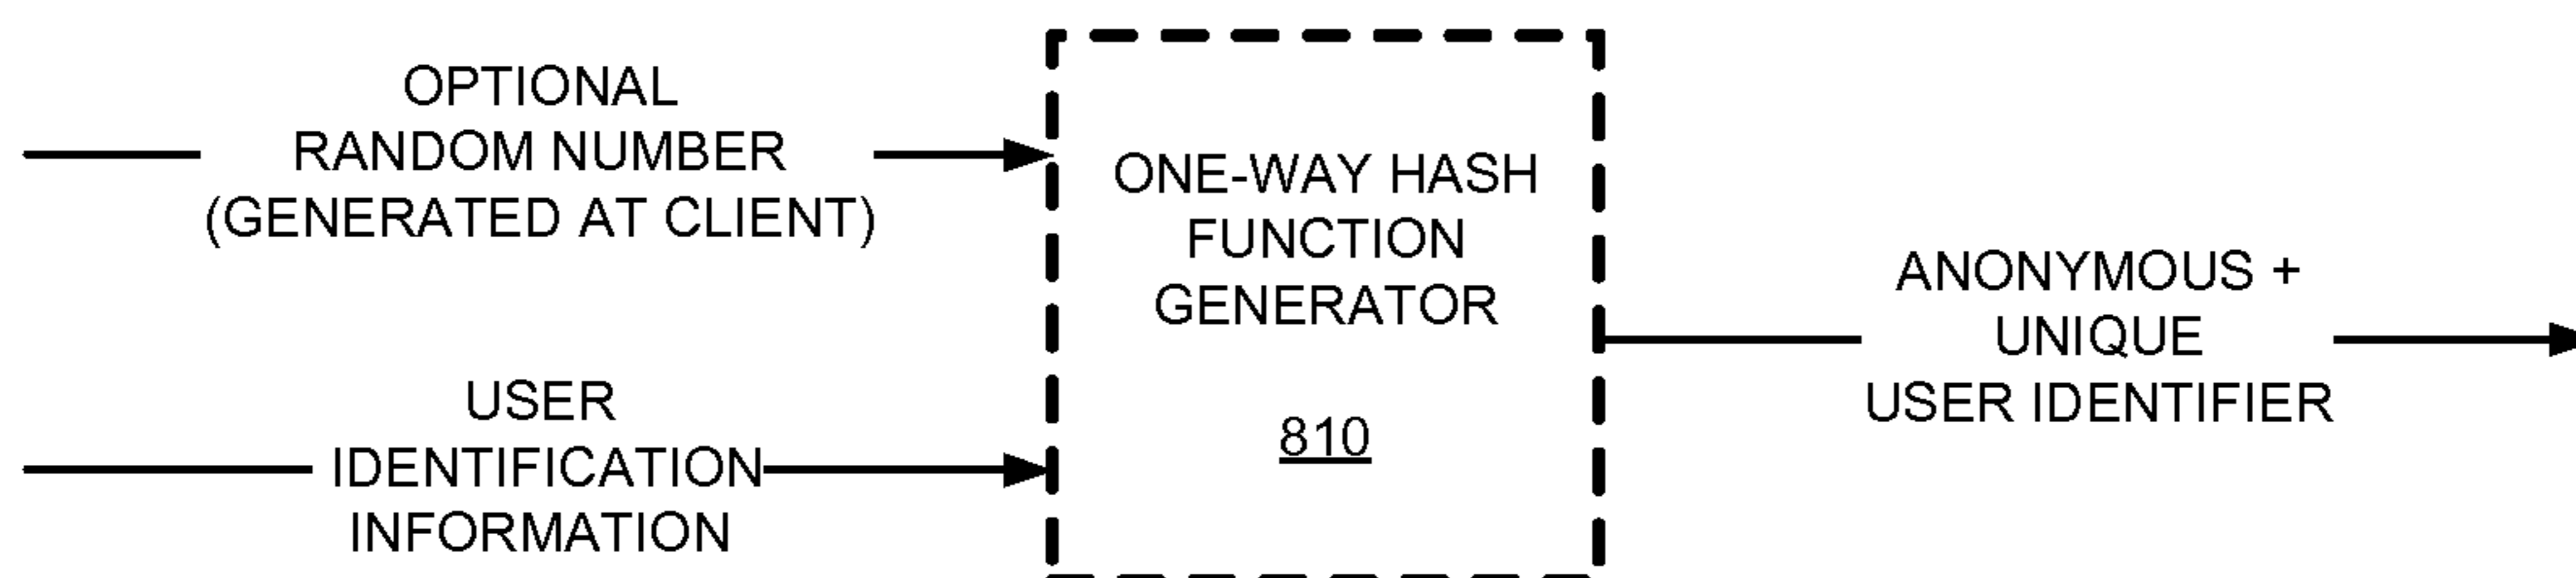 OPTIONAL
RANDOM NUMBER
(GENERATED AT CLIENT)
USER
IDENTIFICATION
INFORMATION
ONE-WAY HASH
FUNCTION
GENERATOR
810
ANONYMOUS +
UNIQUE
USER IDENTIFIER